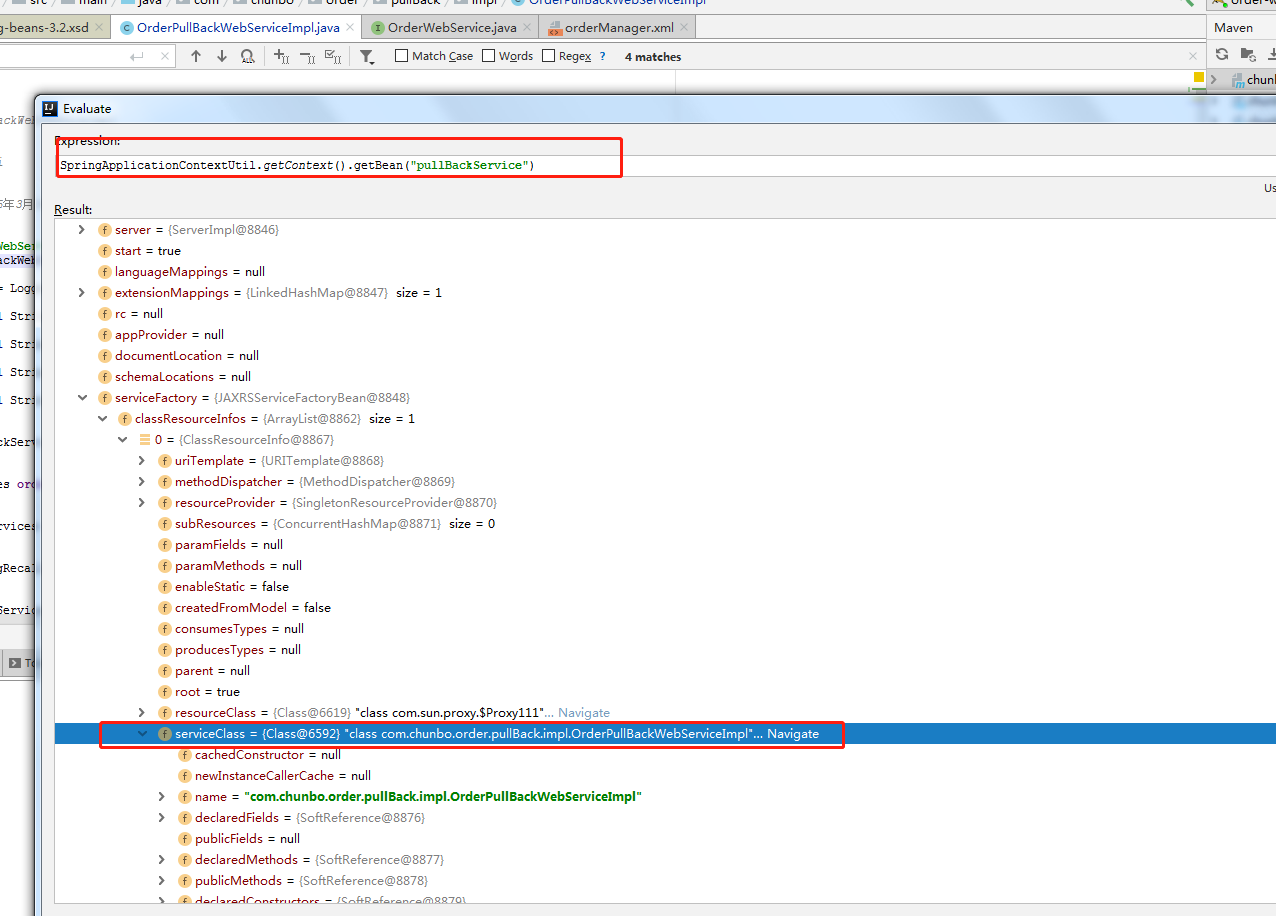 src main java com chunbo order pullBack impl OrderPullBackWebServiceImpl
g-beans-3.2.xsd OrderPullBackWebServiceImpl.java OrderWebService.java orderManager.xml
Maven
Match Case Words Regex ? 4 matches
chunl
Evaluate
Expression:
SpringApplicationContextUtil.getContext().getBean("pullBackService")
Us
Result:
server = {ServerImpl@8846}
start = true
languageMappings = null
extensionMappings = {LinkedHashMap@8847} size = 1
rc = null
appProvider = null
documentLocation = null
schemaLocations = null
serviceFactory = {JAXRSServiceFactoryBean@8848}
classResourceInfos = {ArrayList@8862} size = 1
0 = {ClassResourceInfo@8867}
uriTemplate = {URITemplate@8868}
methodDispatcher = {MethodDispatcher@8869}
resourceProvider = {SingletonResourceProvider@8870}
subResources = {ConcurrentHashMap@8871} size = 0
paramFields = null
paramMethods = null
enableStatic = false
createdFromModel = false
consumesTypes = null
producesTypes = null
parent = null
root = true
resourceClass = {Class@6619} "class com.sun.proxy.$Proxy111"... Navigate
serviceClass = {Class@6592} "class com.chunbo.order.pullBack.impl.OrderPullBackWebServiceImpl"... Navigate
cachedConstructor = null
newInstanceCallerCache = null
name = "com.chunbo.order.pullBack.impl.OrderPullBackWebServiceImpl"
declaredFields = {SoftReference@8876}
publicFields = null
declaredMethods = {SoftReference@8877}
publicMethods = {SoftReference@8878}
declaredConstructors = {SoftReference@8879}